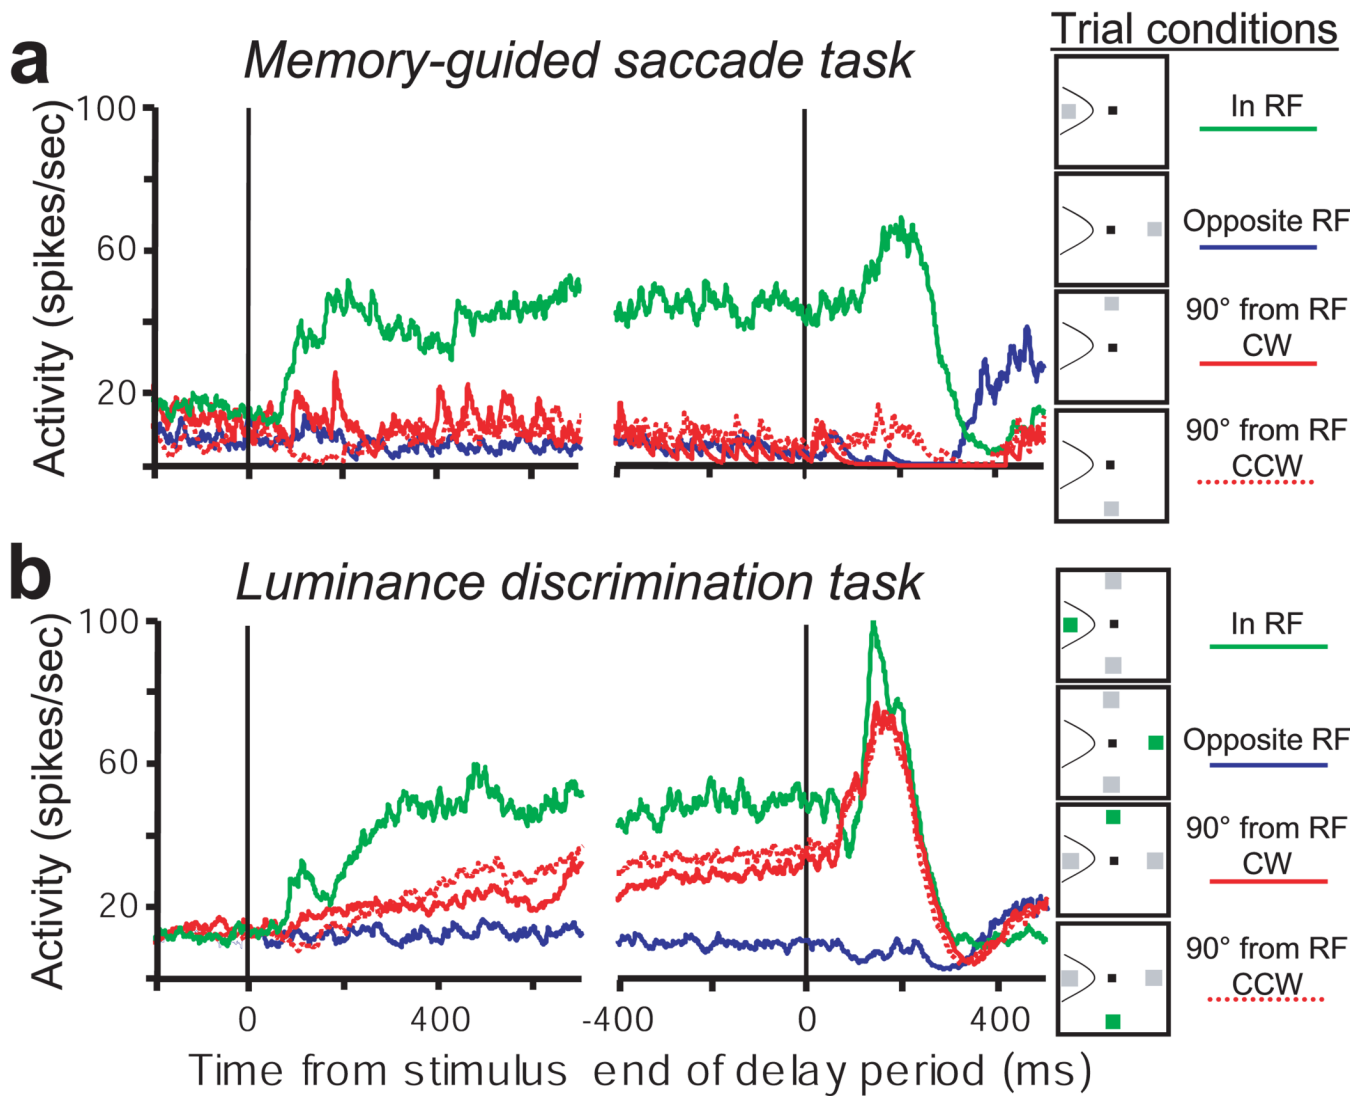 a
Memory-guided saccade task
Trial conditions
Activity (spikes/sec)
100
60
20
In RF
Opposite RF
90° from RF
CW
90° from RF
CCW
b
Luminance discrimination task
Activity (spikes/sec)
100
60
20
0
400
-400
0
400
Time from stimulus
end of delay period (ms)
In RF
Opposite RF
90° from RF
CW
90° from RF
CCW